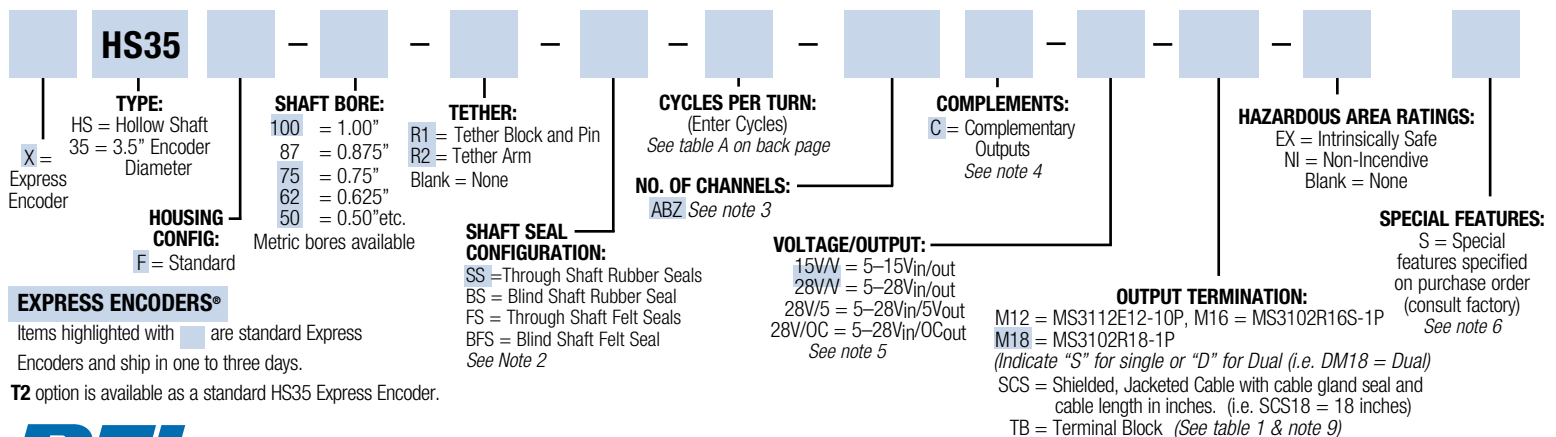 HS35 – – – – – – – –
TYPE:
HS = Hollow Shaft
35 = 3.5” Encoder
Diameter
X =
Express
Encoder
HOUSING
CONFIG:
F = Standard
SHAFT BORE:
100 = 1.00”
87 = 0.875”
75 = 0.75”
62 = 0.625”
50 = 0.50”etc.
Metric bores available
TETHER:
R1 = Tether Block and Pin
R2 = Tether Arm
Blank = None
SHAFT SEAL
CONFIGURATION:
SS =Through Shaft Rubber Seals
BS = Blind Shaft Rubber Seal
FS = Through Shaft Felt Seals
BFS = Blind Shaft Felt Seal
See Note 2
CYCLES PER TURN:
(Enter Cycles)
See table A on back page
NO. OF CHANNELS:
ABZ See note 3
COMPLEMENTS:
C = Complementary
Outputs
See note 4
VOLTAGE/OUTPUT:
15V/V = 5–15Vin/out
28V/V = 5–28Vin/out
28V/5 = 5–28Vin/5Vout
28V/OC = 5–28Vin/OCout
See note 5
OUTPUT TERMINATION:
M12 = MS3112E12-10P, M16 = MS3102R16S-1P
M18 = MS3102R18-1P
(Indicate “S” for single or “D” for Dual (i.e. DM18 = Dual)
SCS = Shielded, Jacketed Cable with cable gland seal and
cable length in inches. (i.e. SCS18 = 18 inches)
TB = Terminal Block (See table 1 & note 9)
HAZARDOUS AREA RATINGS:
EX = Intrinsically Safe
NI = Non-Incendive
Blank = None
SPECIAL FEATURES:
S = Special
features specified
on purchase order
(consult factory)
See note 6
EXPRESS ENCODERS®
Items highlighted with are standard Express
Encoders and ship in one to three days.
T2 option is available as a standard HS35 Express Encoder.